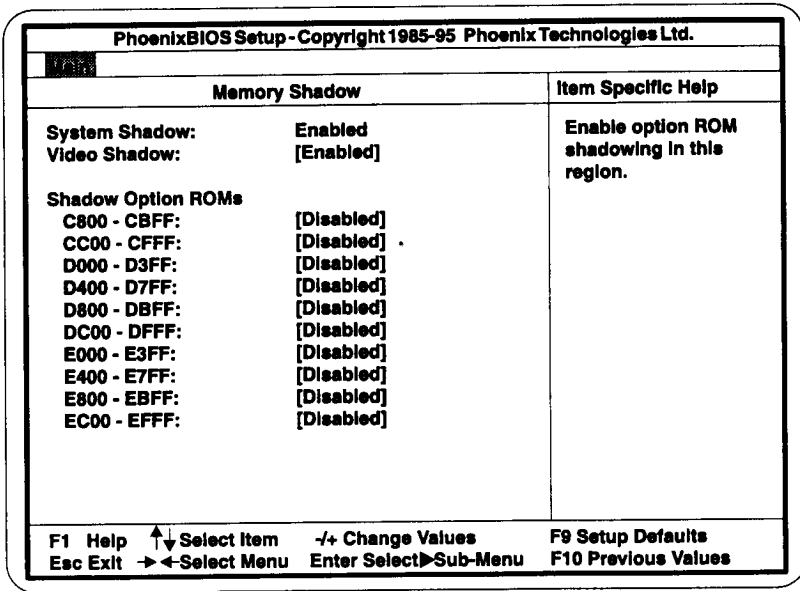 PhoenixBIOS Setup - Copyright 1985-95 Phoenix Technologies Ltd.
Main
Memory Shadow
Item Specific Help
System Shadow: Enabled
Video Shadow: [Enabled]
Enable option ROM
shadowing in this
region.
Shadow Option ROMs
C800 - CBFF: [Disabled]
CC00 - CFFF: [Disabled]
D000 - D3FF: [Disabled]
D400 - D7FF: [Disabled]
D800 - DBFF: [Disabled]
DC00 - DFFF: [Disabled]
E000 - E3FF: [Disabled]
E400 - E7FF: [Disabled]
E800 - EBFF: [Disabled]
EC00 - EFFF: [Disabled]
F1 Help ↑↓ Select Item -/+ Change Values F9 Setup Defaults
Esc Exit →← Select Menu Enter Select▶Sub-Menu F10 Previous Values